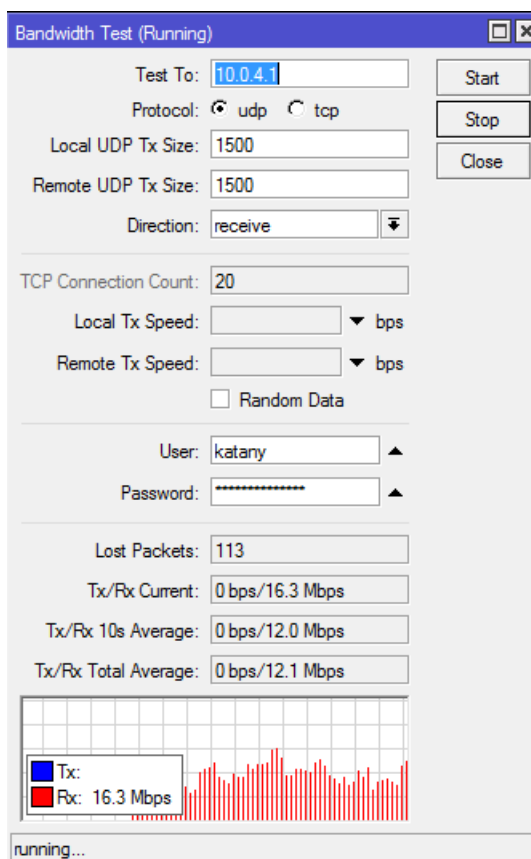 Bandwidth Test (Running)
Test To: 10.0.4.1 Start
Protocol: udp tcp Stop
Local UDP Tx Size: 1500 Close
Remote UDP Tx Size: 1500
Direction: receive
TCP Connection Count: 20
Local Tx Speed: bps
Remote Tx Speed: bps
Random Data
User: katany
Password: **************
Lost Packets: 113
Tx/Rx Current: 0 bps/16.3 Mbps
Tx/Rx 10s Average: 0 bps/12.0 Mbps
Tx/Rx Total Average: 0 bps/12.1 Mbps
Tx:
Rx: 16.3 Mbps
running...